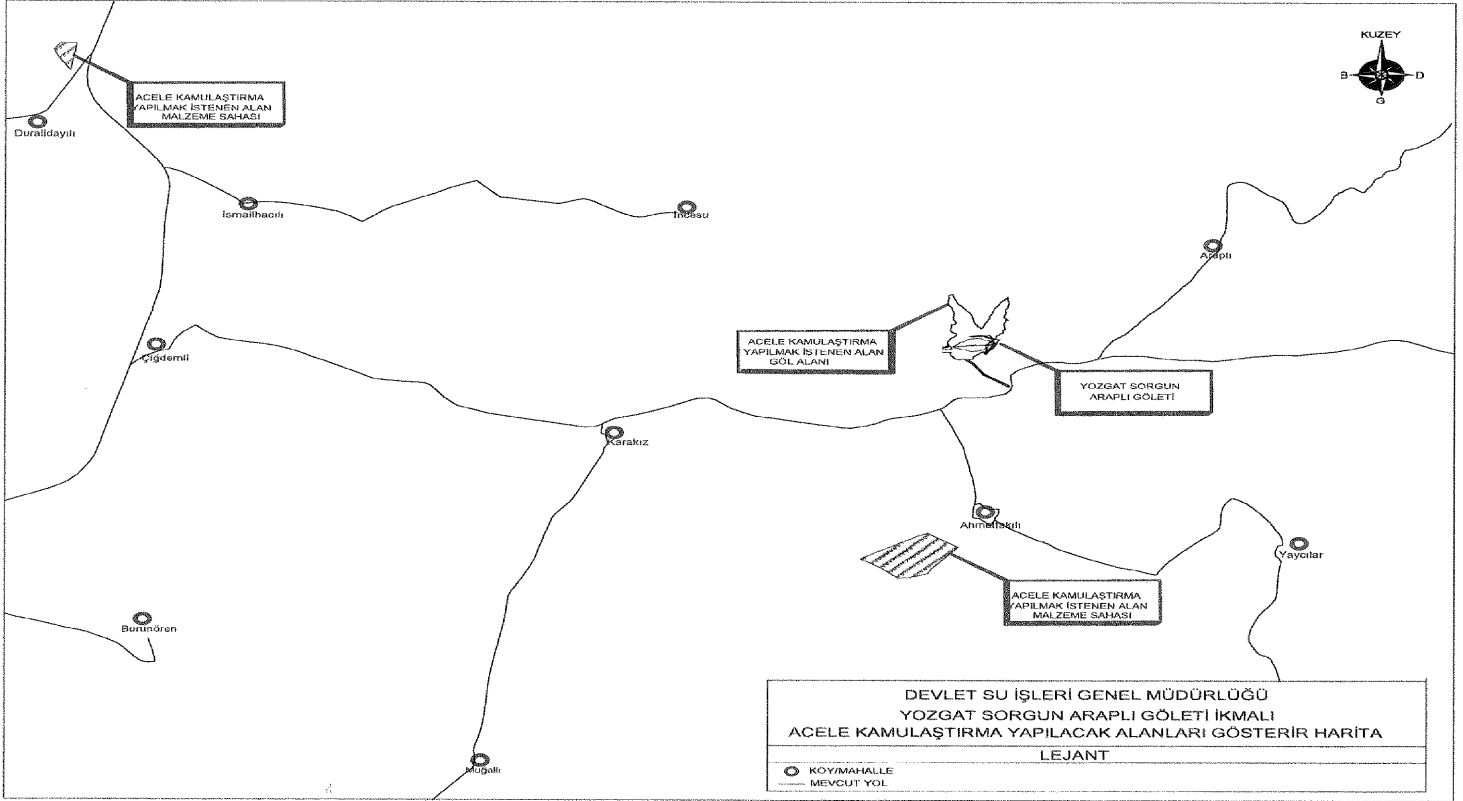 KUZEY
B
D
G
ACELE KAMULAŞTIRMA
YAPILMAK İSTENEN ALAN
MALZEME SAHASI
Duralidayılı
İsmailhacılı
İncesu
Araplı
ACELE KAMULAŞTIRMA
YAPILMAK İSTENEN ALAN
GÖL ALANI
YOZGAT SORGUN
ARAPLI GÖLETİ
Çiğdemli
Karakız
Ahmetfakılı
Yaycılar
ACELE KAMULAŞTIRMA
YAPILMAK İSTENEN ALAN
MALZEME SAHASI
Burunören
Muğallı
DEVLET SU İŞLERİ GENEL MÜDÜRLÜĞÜ
YOZGAT SORGUN ARAPLI GÖLETİ İKMALİ
ACELE KAMULAŞTIRMA YAPILACAK ALANLARI GÖSTERİR HARİTA
LEJANT
KÖY/MAHALLE
MEVCUT YOL